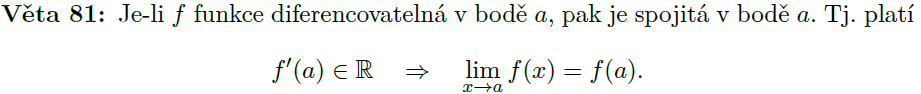 Věta 81: Je-li f funkce diferencovatelná v bodě a, pak je spojitá v bodě a. Tj. platí
f′(a) ∈ ℝ ⇒ lim_{x→a} f(x) = f(a).